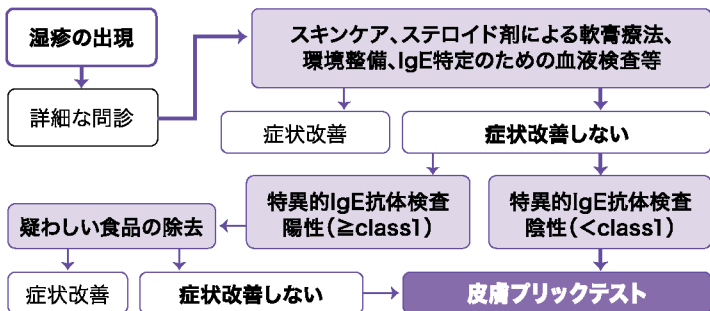 湿疹の出現
詳細な問診
スキンケア、ステロイド剤による軟膏療法、
環境整備、IgE特定のための血液検査等
症状改善
症状改善しない
特異的IgE抗体検査
陽性(≧class1)
特異的IgE抗体検査
陰性(<class1)
疑わしい食品の除去
症状改善
症状改善しない
皮膚プリックテスト